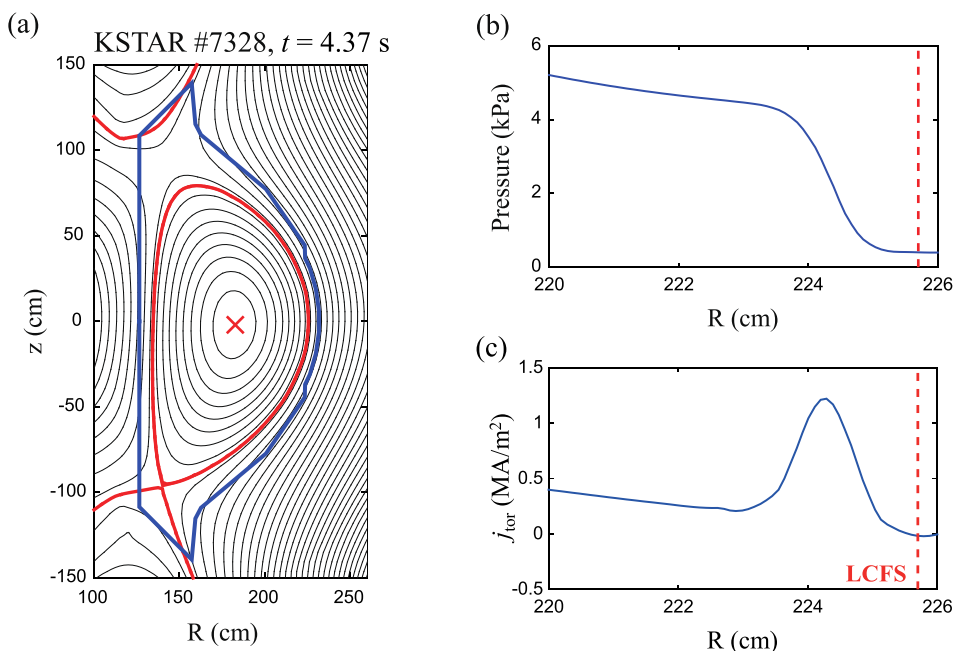 (a)
KSTAR #7328, t = 4.37 s
150
100
50
0
-50
-100
-150
z (cm)
100
150
200
250
R (cm)
(b)
6
4
2
0
Pressure (kPa)
220
222
224
226
R (cm)
(c)
1.5
1
0.5
0
-0.5
jtor (MA/m²)
LCFS
220
222
224
226
R (cm)